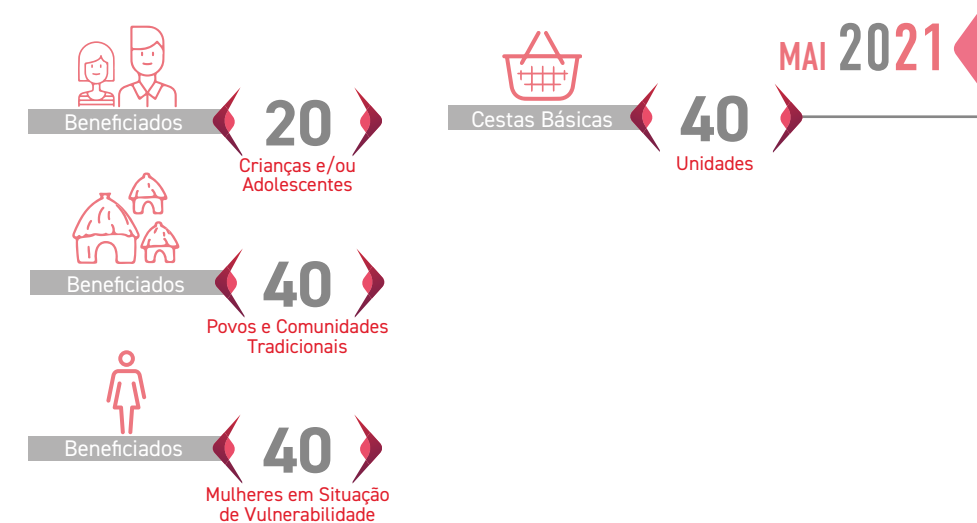 MAI 2021
Beneficiados
20
Crianças e/ou
Adolescentes
Cestas Básicas
40
Unidades
Beneficiados
40
Povos e Comunidades
Tradicionais
Beneficiados
40
Mulheres em Situação
de Vulnerabilidade